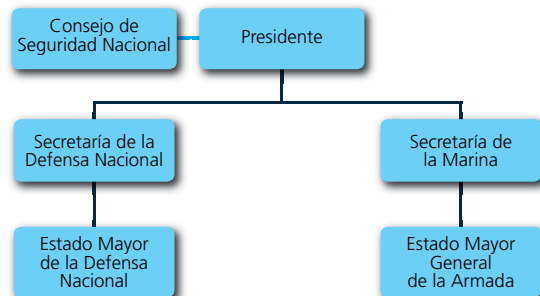 Consejo de
Seguridad Nacional
Presidente
Secretaría de la
Defensa Nacional
Secretaría de
la Marina
Estado Mayor
de la Defensa
Nacional
Estado Mayor
General
de la Armada